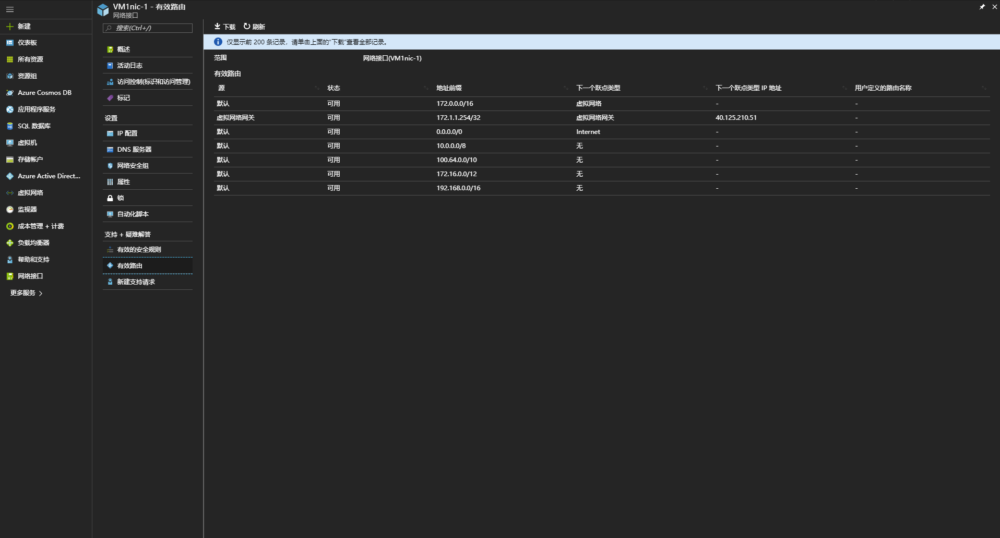 VM1nic-1 - 有效路由
网络接口
新建
仪表板
所有资源
资源组
Azure Cosmos DB
应用程序服务
SQL 数据库
虚拟机
存储帐户
Azure Active Direct...
虚拟网络
监视器
成本管理 + 计费
负载均衡器
帮助和支持
网络接口
更多服务
搜索(Ctrl+/)
概述
活动日志
访问控制(标识和访问管理)
标记
设置
IP 配置
DNS 服务器
网络安全组
属性
锁
自动化脚本
支持 + 疑难解答
有效的安全规则
有效路由
新建支持请求
下载 刷新
仅显示前 200 条记录，请单击上面的“下载”查看全部记录。
范围 网络接口(VM1nic-1)
有效路由
源 状态 地址前缀 下一个跃点类型 下一个跃点类型 IP 地址 用户定义的路由名称
默认 可用 172.0.0.0/16 虚拟网络 - -
虚拟网络网关 可用 172.1.1.254/32 虚拟网络网关 40.125.210.51 -
默认 可用 0.0.0.0/0 Internet - -
默认 可用 10.0.0.0/8 无 - -
默认 可用 100.64.0.0/10 无 - -
默认 可用 172.16.0.0/12 无 - -
默认 可用 192.168.0.0/16 无 - -